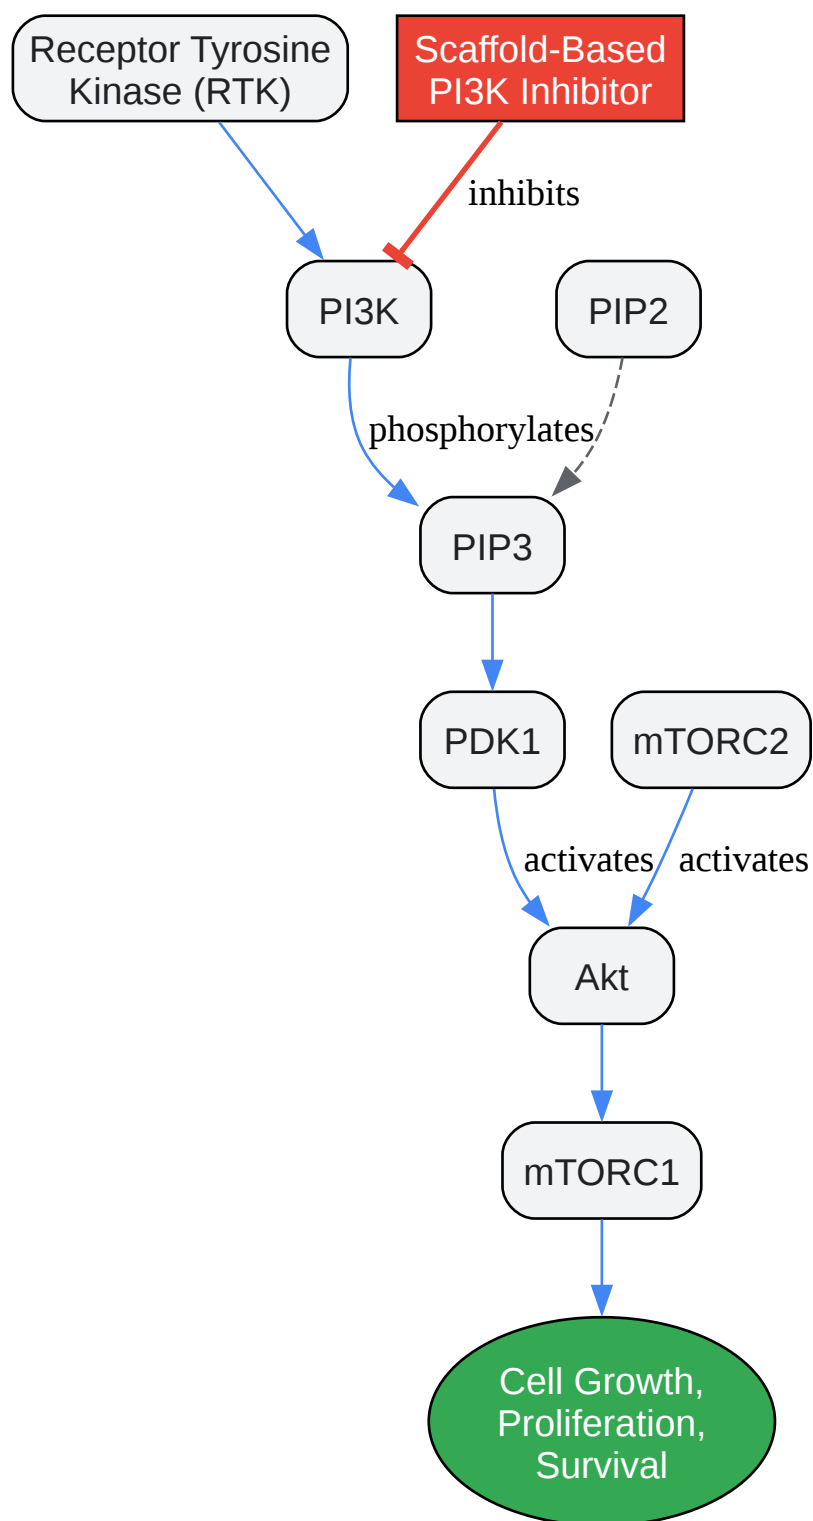 Receptor Tyrosine
Kinase (RTK)
Scaffold-Based
PI3K Inhibitor
inhibits
PI3K
PIP2
phosphorylates
PIP3
PDK1
mTORC2
activates
activates
Akt
mTORC1
Cell Growth,
Proliferation,
Survival